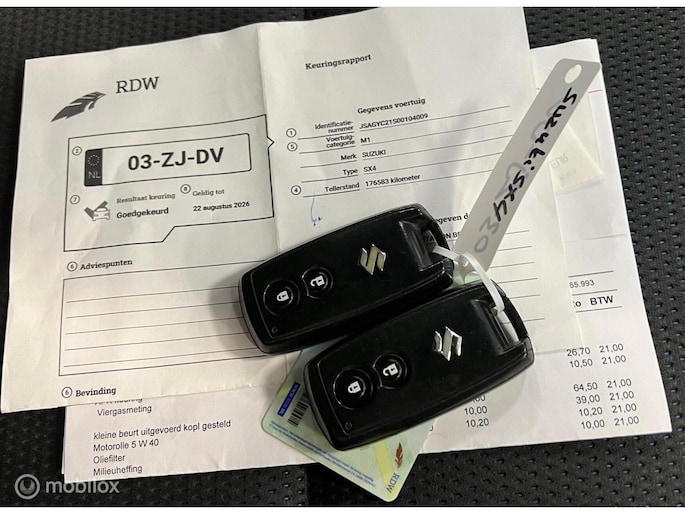 RDW
Keuringsrapport
Gegevens voertuig
1 Identificatie-
nummer JSAGYC21S00104009
5 Voertuig-
categorie M1
Merk SUZUKI
Type SX4
4 Tellerstand 176583 kilometer
2
NL 03-ZJ-DV
7 Resultaat keuring
Goedgekeurd
8 Geldig tot
22 augustus 2026
6 Adviespunten
6 Bevinding
Suzuki SX4
65.993
BTW
26,70 21,00
10,50 21,00
64,50 21,00
39,00 21,00
10,20 21,00
10,00 21,00
10,00
10,20
Viergasmeting
kleine beurt uitgevoerd kopl gesteld
Motorolie 5 W 40
Oliefilter
Milieuheffing
RDW
mobilox